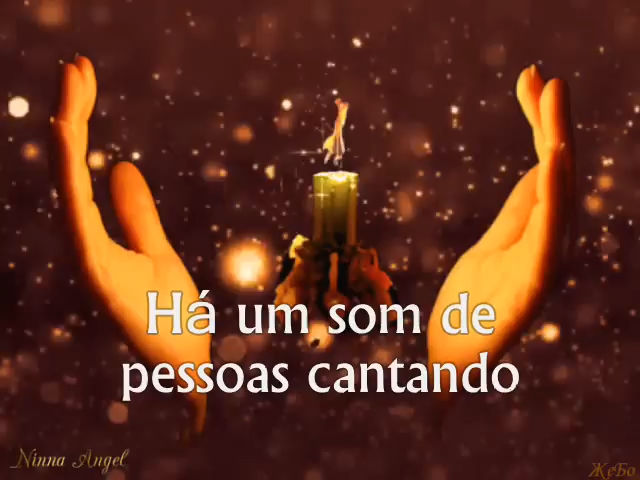 Há um som de
pessoas cantando
Ninna Angel
ЖеБо